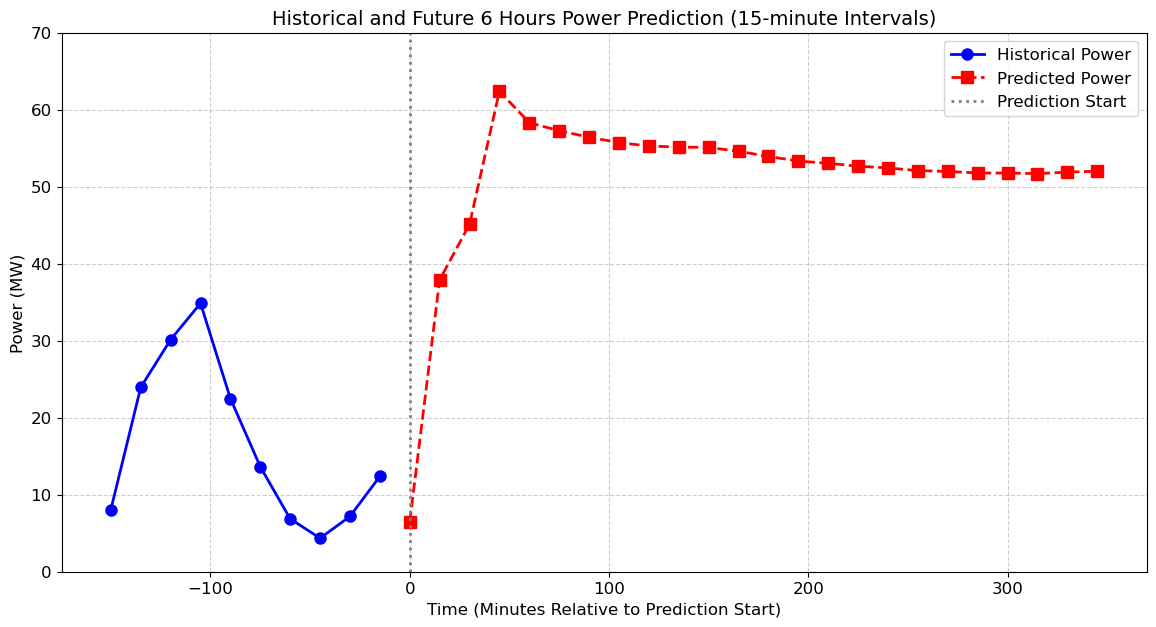 Historical and Future 6 Hours Power Prediction (15-minute Intervals)
Historical Power
Predicted Power
Prediction Start
Power (MW)
70
60
50
40
30
20
10
0
−100
0
100
200
300
Time (Minutes Relative to Prediction Start)